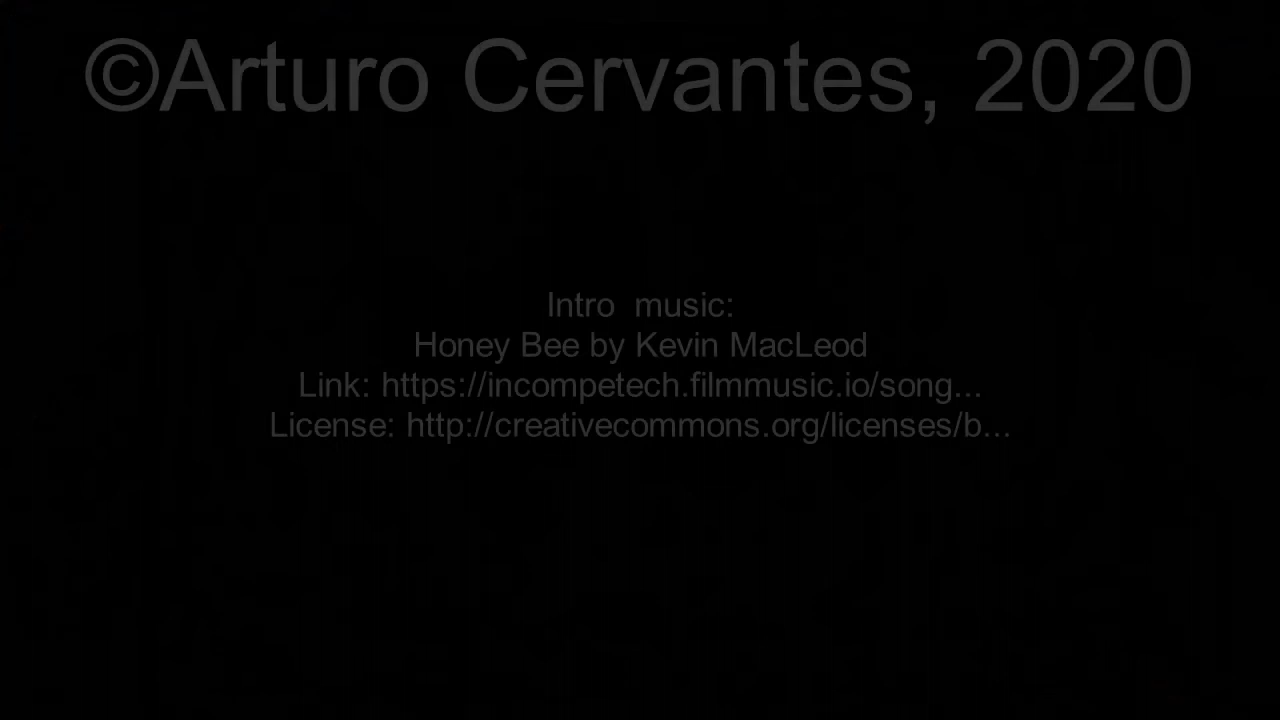 ©Arturo Cervantes, 2020
Intro  music:
Honey Bee by Kevin MacLeod
Link: https://incompetech.filmmusic.io/song...
License: http://creativecommons.org/licenses/b...